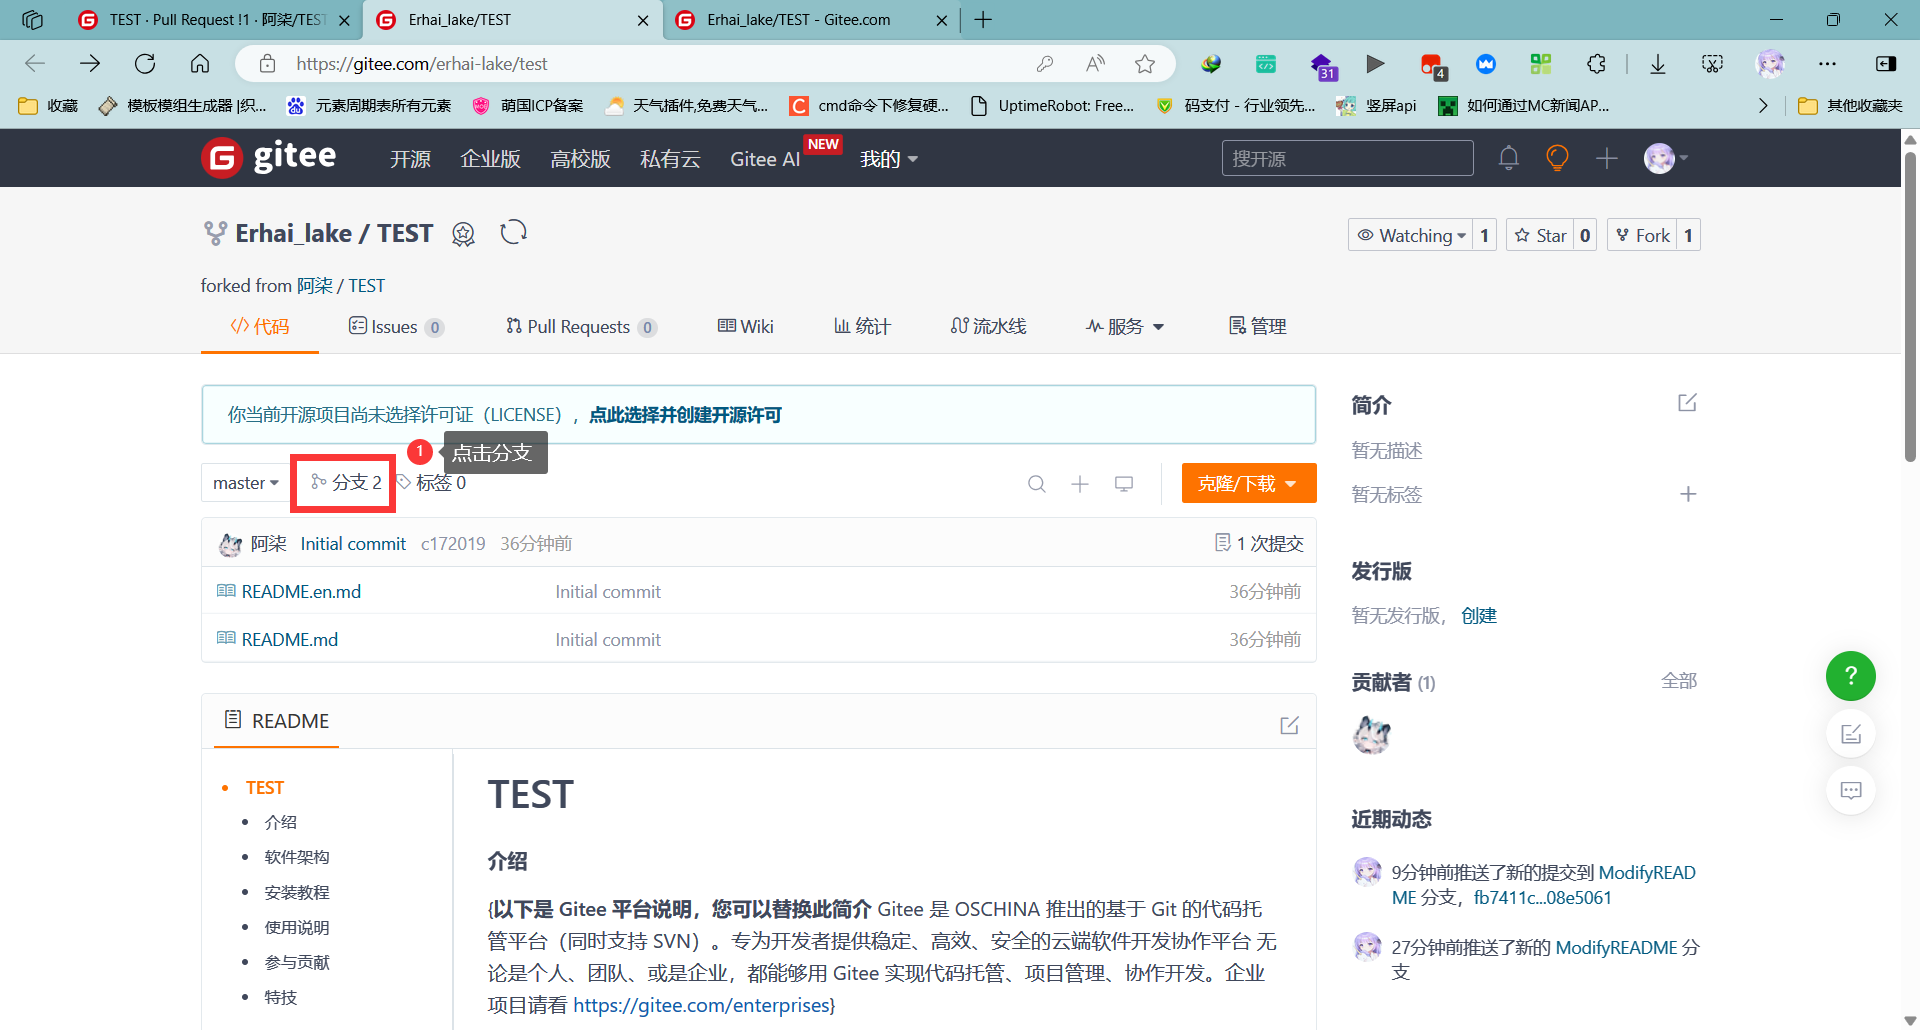 TEST · Pull Request !1 · 阿柒/TEST
Erhai_lake/TEST
Erhai_lake/TEST - Gitee.com
https://gitee.com/erhai-lake/test
31
4
收藏
模板模组生成器 |织...
元素周期表所有元素
萌国ICP备案
天气插件,免费天气...
cmd命令下修复硬...
UptimeRobot: Free...
码支付 - 行业领先...
竖屏api
如何通过MC新闻AP...
其他收藏夹
gitee
开源
企业版
高校版
私有云
Gitee AI
NEW
我的
搜开源
Erhai_lake / TEST
Watching 1
Star 0
Fork 1
forked from 阿柒 / TEST
代码
Issues 0
Pull Requests 0
Wiki
统计
流水线
服务
管理
你当前开源项目尚未选择许可证（LICENSE），点此选择并创建开源许可
1
点击分支
master
分支 2
标签 0
克隆/下载
阿柒 Initial commit c172019 36分钟前
1 次提交
README.en.md Initial commit 36分钟前
README.md Initial commit 36分钟前
README
TEST
介绍
软件架构
安装教程
使用说明
参与贡献
特技
TEST
介绍
{以下是 Gitee 平台说明，您可以替换此简介 Gitee 是 OSCHINA 推出的基于 Git 的代码托
管平台（同时支持 SVN）。专为开发者提供稳定、高效、安全的云端软件开发协作平台 无
论是个人、团队、或是企业，都能够用 Gitee 实现代码托管、项目管理、协作开发。企业
项目请看 https://gitee.com/enterprises}
简介
暂无描述
暂无标签
发行版
暂无发行版，创建
贡献者 (1)
全部
近期动态
9分钟前推送了新的提交到 ModifyREAD
ME 分支，fb7411c...08e5061
27分钟前推送了新的 ModifyREADME 分
支
?